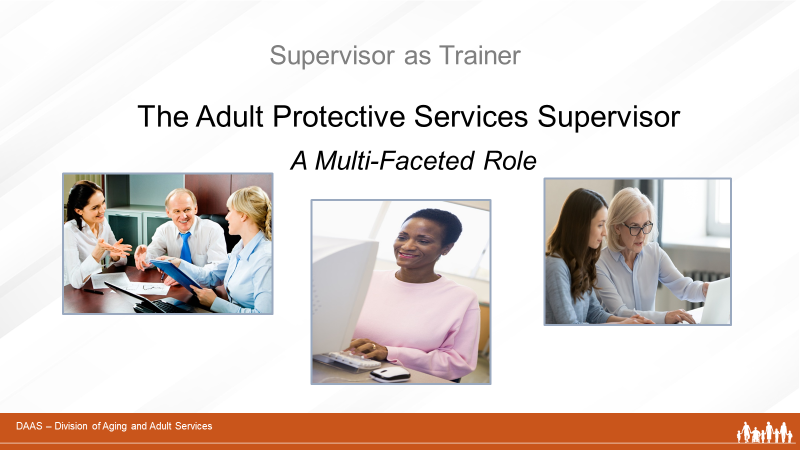 Supervisor as Trainer
The Adult Protective Services Supervisor
A Multi-Faceted Role
DAAS – Division of Aging and Adult Services